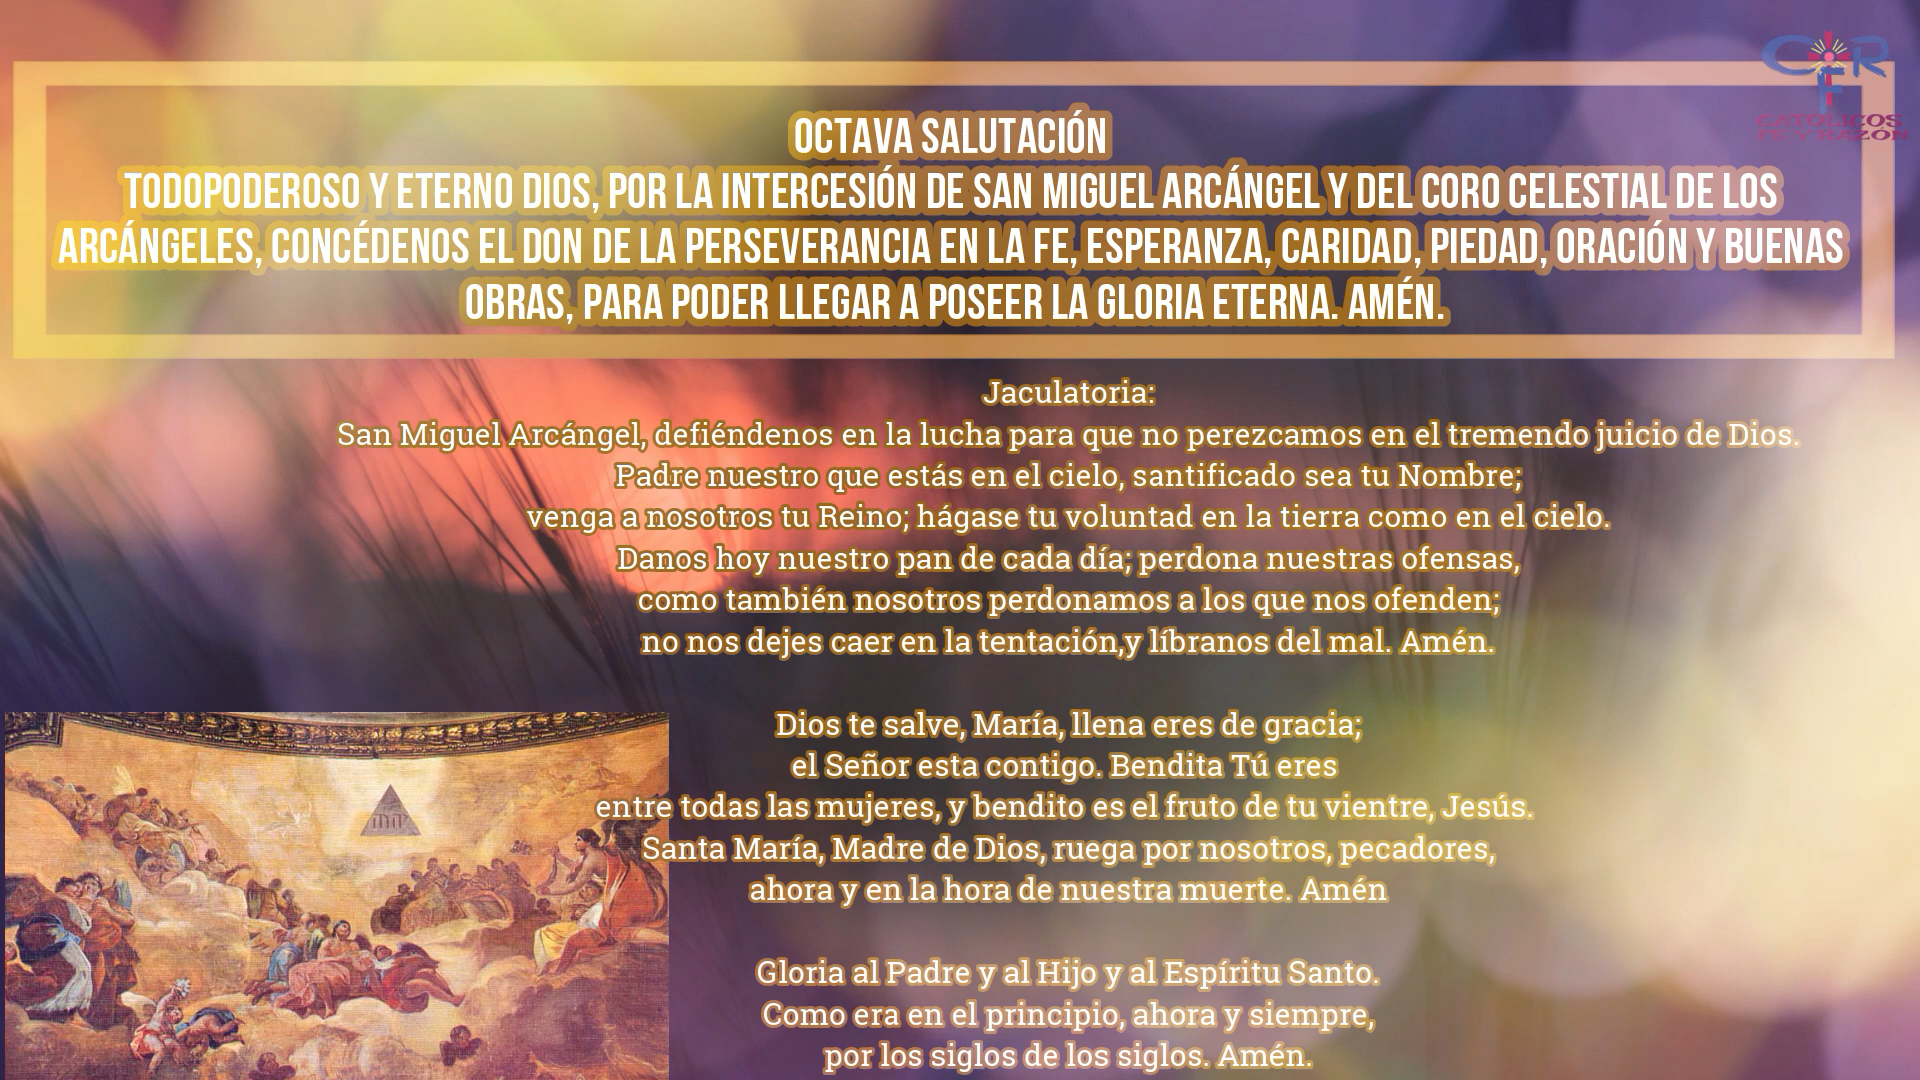 OCTAVA SALUTACIÓN
TODOPODEROSO Y ETERNO DIOS, POR LA INTERCESIÓN DE SAN MIGUEL ARCÁNGEL Y DEL CORO CELESTIAL DE LOS
ARCÁNGELES, CONCÉDENOS EL DON DE LA PERSEVERANCIA EN LA FE, ESPERANZA, CARIDAD, PIEDAD, ORACIÓN Y BUENAS
OBRAS, PARA PODER LLEGAR A POSEER LA GLORIA ETERNA. AMÉN.
CFR
CATOLICOS
FE Y RAZON
Jaculatoria:
San Miguel Arcángel, defiéndenos en la lucha para que no perezcamos en el tremendo juicio de Dios.
Padre nuestro que estás en el cielo, santificado sea tu Nombre;
venga a nosotros tu Reino; hágase tu voluntad en la tierra como en el cielo.
Danos hoy nuestro pan de cada día; perdona nuestras ofensas,
como también nosotros perdonamos a los que nos ofenden;
no nos dejes caer en la tentación,y líbranos del mal. Amén.
Dios te salve, María, llena eres de gracia;
el Señor esta contigo. Bendita Tú eres
entre todas las mujeres, y bendito es el fruto de tu vientre, Jesús.
Santa María, Madre de Dios, ruega por nosotros, pecadores,
ahora y en la hora de nuestra muerte. Amén
Gloria al Padre y al Hijo y al Espíritu Santo.
Como era en el principio, ahora y siempre,
por los siglos de los siglos. Amén.